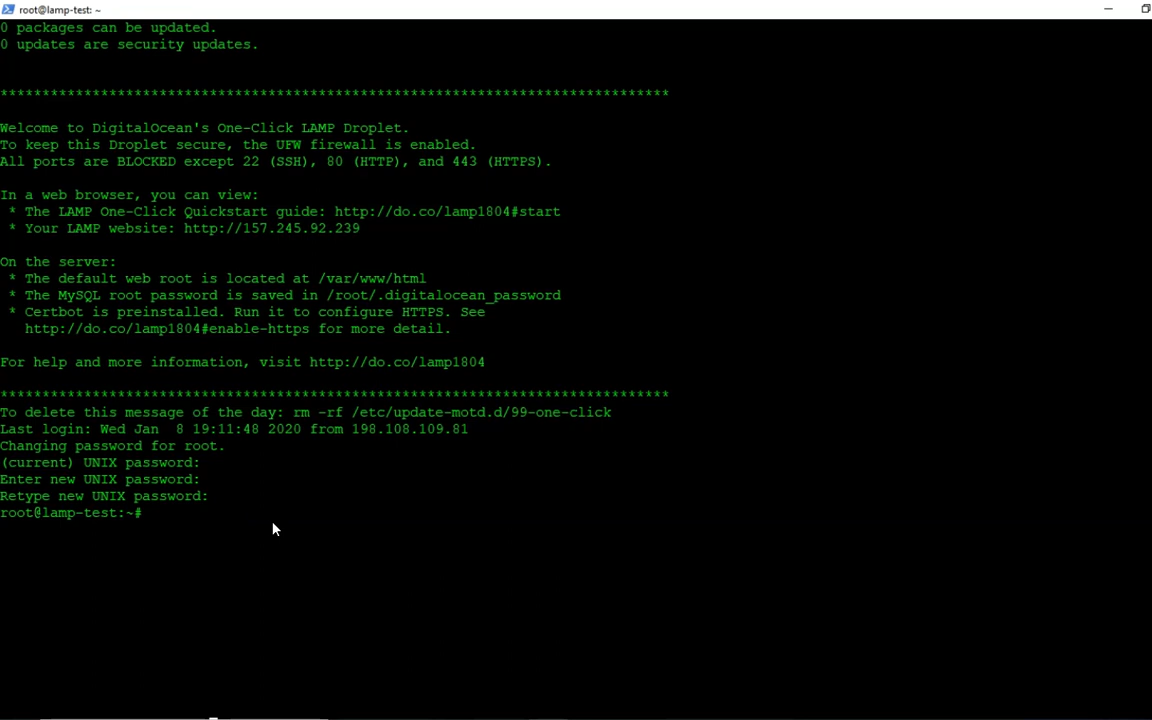 root@lamp-test: ~
0 packages can be updated.
0 updates are security updates.
********************************************************************************
Welcome to DigitalOcean's One-Click LAMP Droplet.
To keep this Droplet secure, the UFW firewall is enabled.
All ports are BLOCKED except 22 (SSH), 80 (HTTP), and 443 (HTTPS).
In a web browser, you can view:
* The LAMP One-Click Quickstart guide: http://do.co/lamp1804#start
* Your LAMP website: http://157.245.92.239
On the server:
* The default web root is located at /var/www/html
* The MySQL root password is saved in /root/.digitalocean_password
* Certbot is preinstalled. Run it to configure HTTPS. See
http://do.co/lamp1804#enable-https for more detail.
For help and more information, visit http://do.co/lamp1804
********************************************************************************
To delete this message of the day: rm -rf /etc/update-motd.d/99-one-click
Last login: Wed Jan  8 19:11:48 2020 from 198.108.109.81
Changing password for root.
(current) UNIX password:
Enter new UNIX password:
Retype new UNIX password:
root@lamp-test:~#